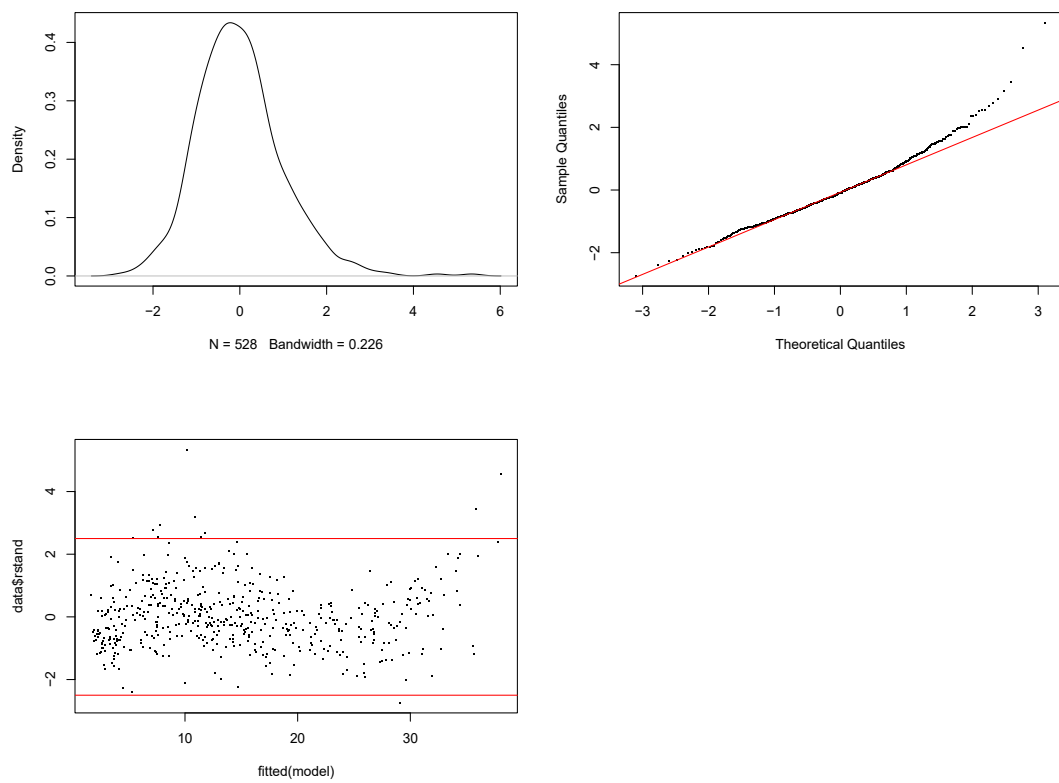 Density
0.0 0.1 0.2 0.3 0.4
−2 0 2 4 6
N = 528 Bandwidth = 0.226
Sample Quantiles
−2 0 2 4
−3 −2 −1 0 1 2 3
Theoretical Quantiles
data$rstand
−2 0 2 4
10 20 30
fitted(model)